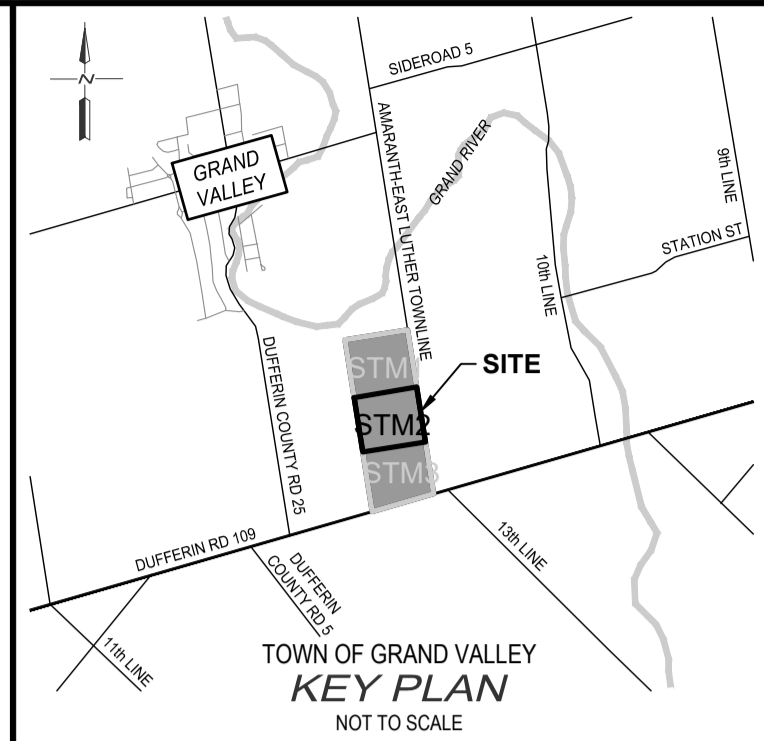 N
SIDEROAD 5
GRAND
VALLEY
AMARANTH-EAST LUTHER TOWNLINE
GRAND RIVER
9th LINE
STATION ST
10th LINE
DUFFERIN COUNTY RD 25
STM1
SITE
STM2
STM3
DUFFERIN RD 109
13th LINE
DUFFERIN
COUNTY RD 5
11th LINE
TOWN OF GRAND VALLEY
KEY PLAN
NOT TO SCALE